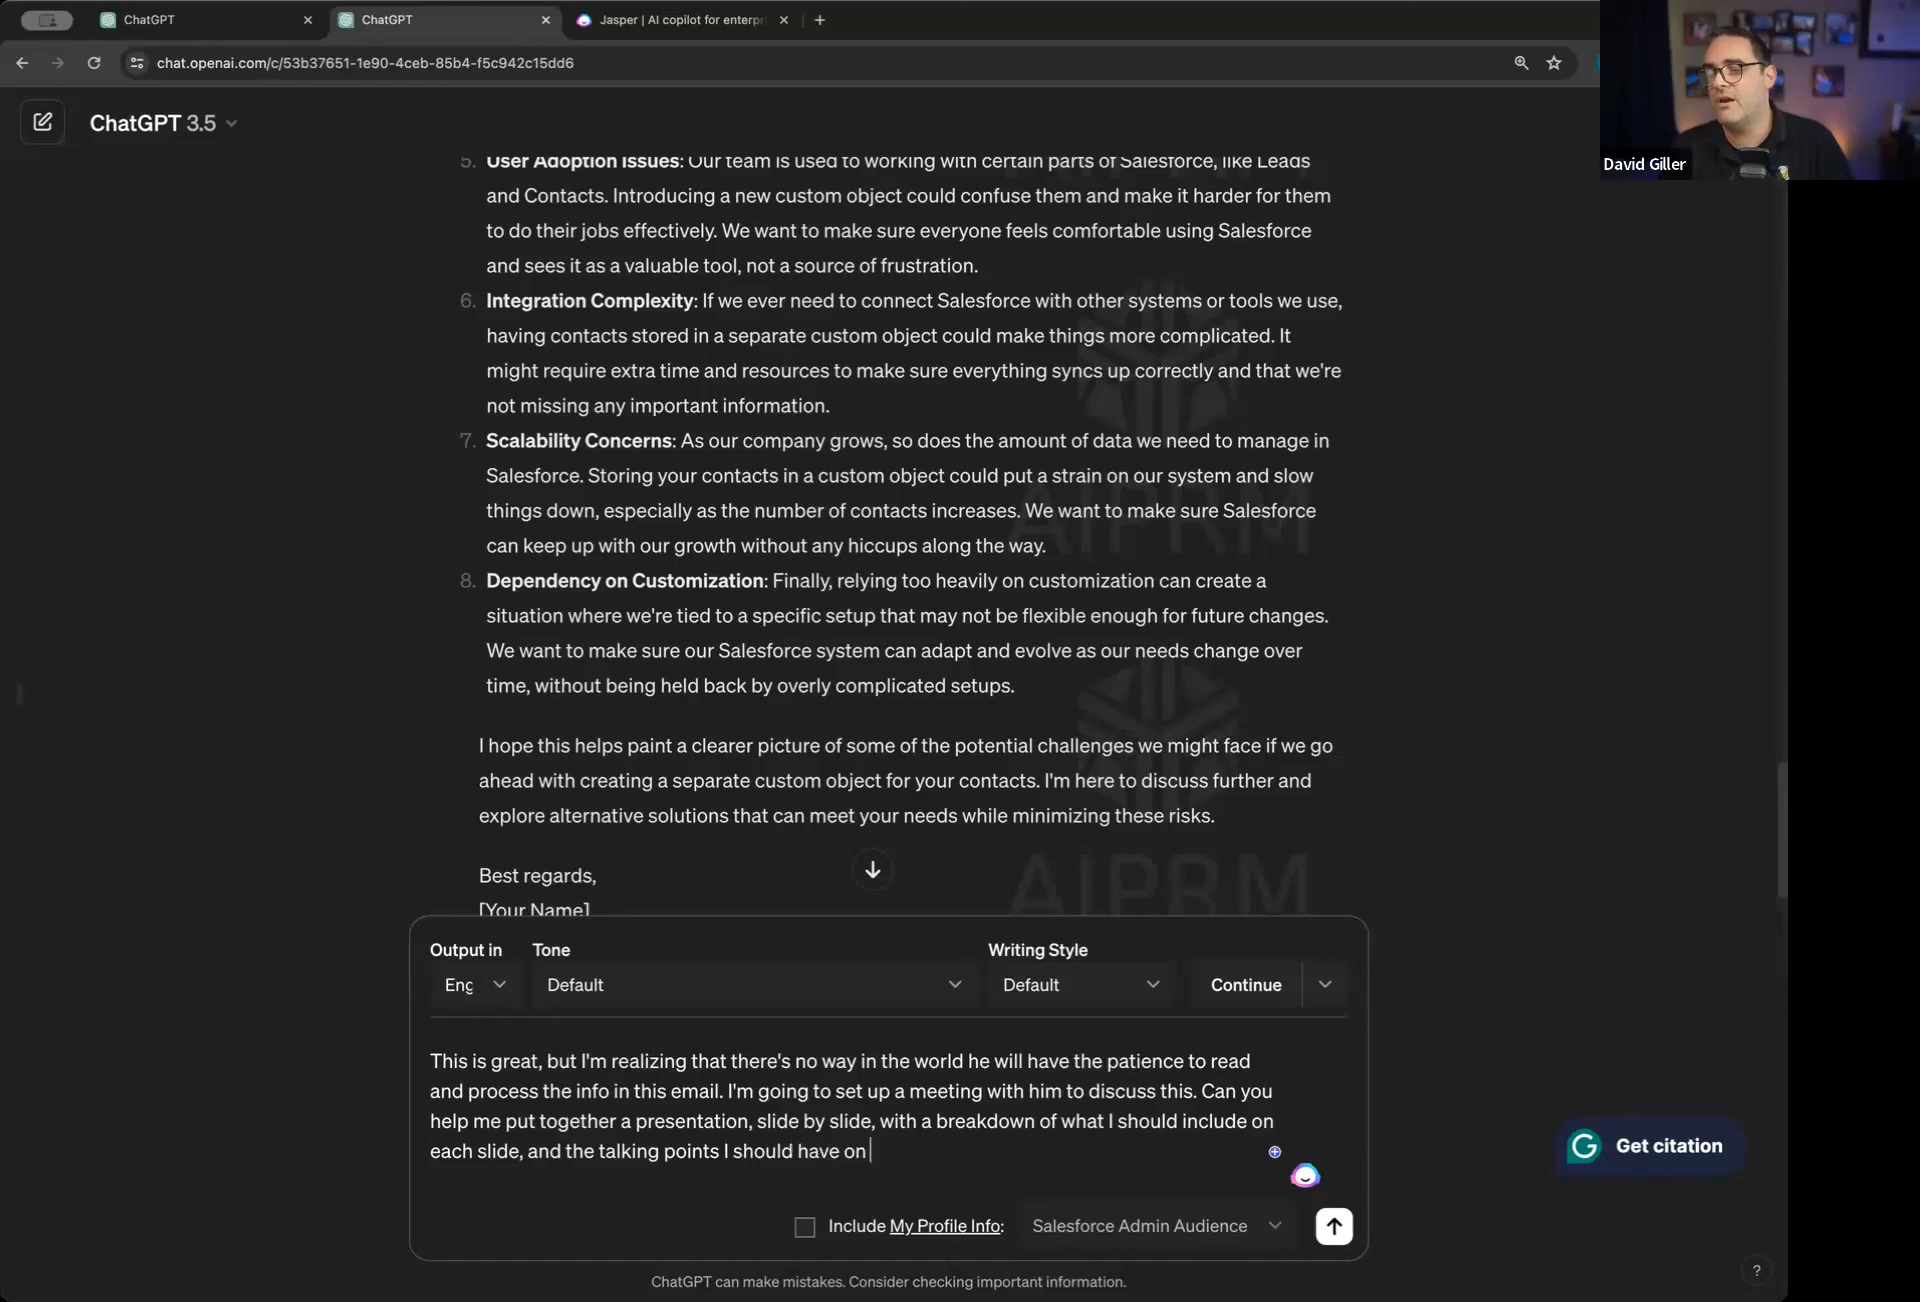 ChatGPT
ChatGPT
Jasper | AI copilot for enterpr
chat.openai.com/c/53b37651-1e90-4ceb-85b4-f5c942c15dd6
David Giller
ChatGPT 3.5
5. User Adoption Issues: Our team is used to working with certain parts of Salesforce, like Leads
and Contacts. Introducing a new custom object could confuse them and make it harder for them
to do their jobs effectively. We want to make sure everyone feels comfortable using Salesforce
and sees it as a valuable tool, not a source of frustration.
6. Integration Complexity: If we ever need to connect Salesforce with other systems or tools we use,
having contacts stored in a separate custom object could make things more complicated. It
might require extra time and resources to make sure everything syncs up correctly and that we're
not missing any important information.
7. Scalability Concerns: As our company grows, so does the amount of data we need to manage in
Salesforce. Storing your contacts in a custom object could put a strain on our system and slow
things down, especially as the number of contacts increases. We want to make sure Salesforce
can keep up with our growth without any hiccups along the way.
AIPRM
8. Dependency on Customization: Finally, relying too heavily on customization can create a
situation where we're tied to a specific setup that may not be flexible enough for future changes.
We want to make sure our Salesforce system can adapt and evolve as our needs change over
time, without being held back by overly complicated setups.
I hope this helps paint a clearer picture of some of the potential challenges we might face if we go
ahead with creating a separate custom object for your contacts. I'm here to discuss further and
explore alternative solutions that can meet your needs while minimizing these risks.
Best regards,
[Your Name]
AIPRM
Output in Tone Writing Style
Eng Default Default Continue
This is great, but I'm realizing that there's no way in the world he will have the patience to read
and process the info in this email. I'm going to set up a meeting with him to discuss this. Can you
help me put together a presentation, slide by slide, with a breakdown of what I should include on
each slide, and the talking points I should have on
Get citation
Include My Profile Info: Salesforce Admin Audience
ChatGPT can make mistakes. Consider checking important information.
?